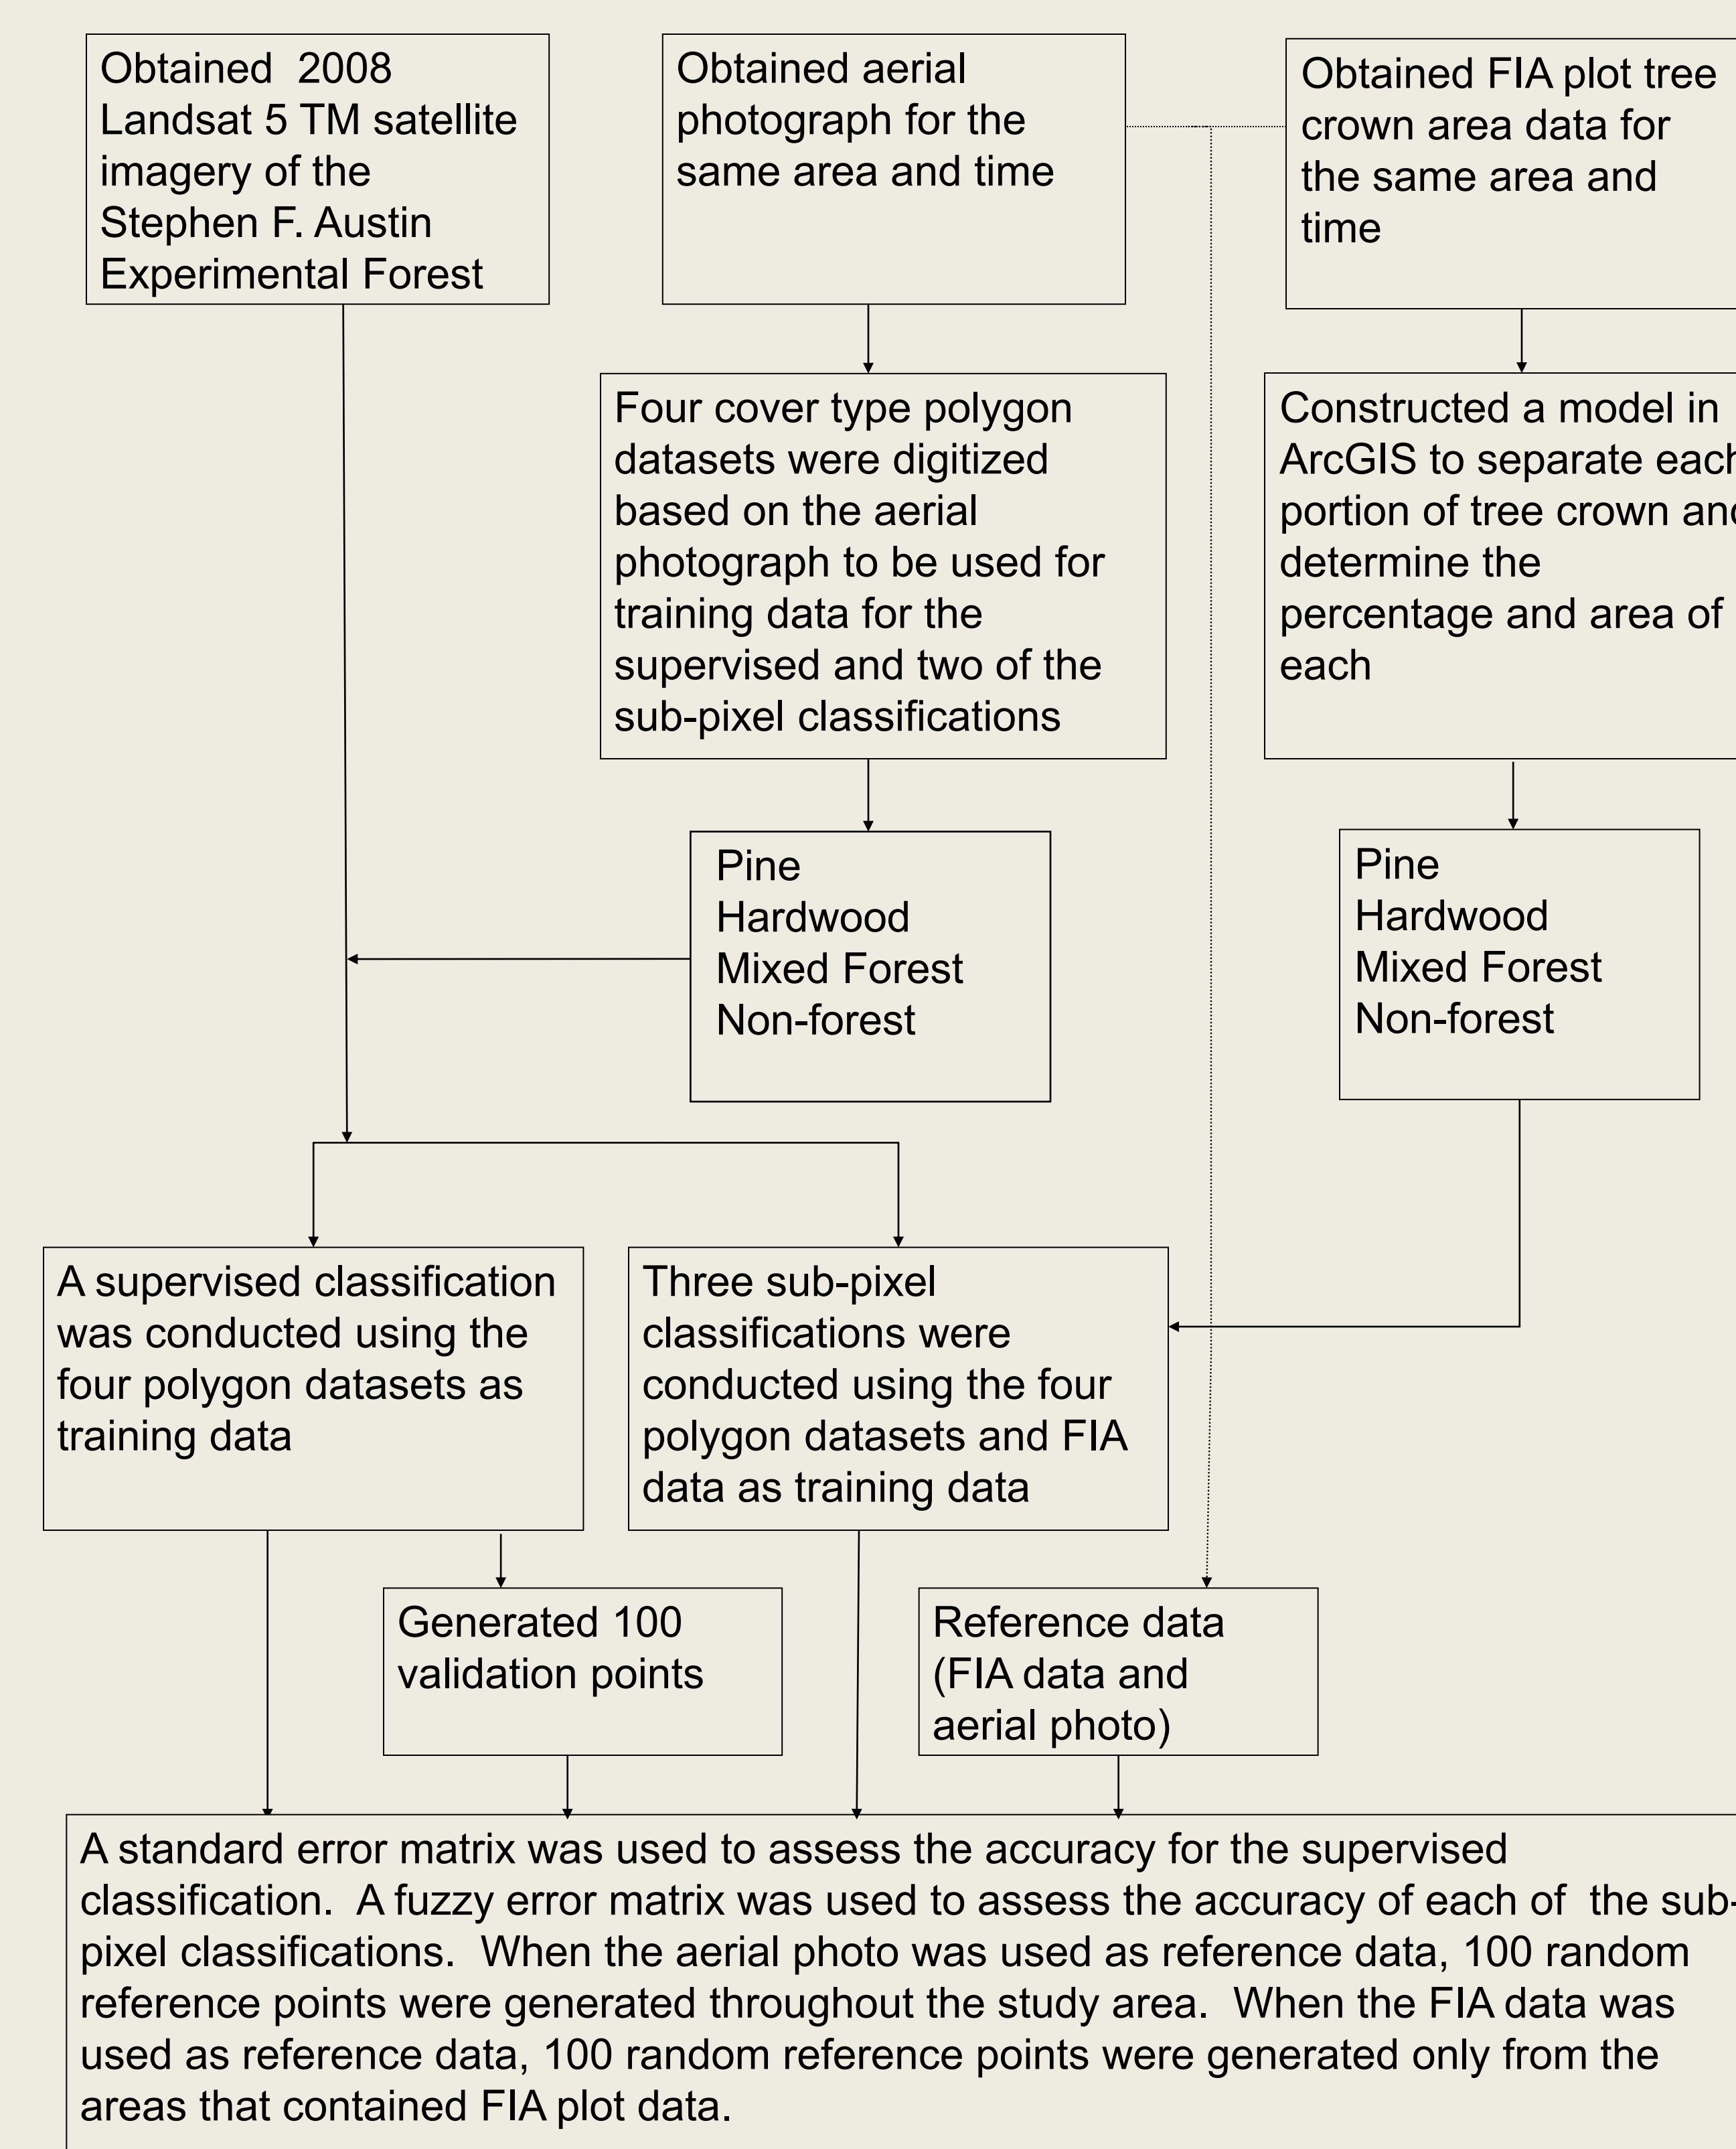 Obtained  2008
Landsat 5 TM satellite
imagery of the
Stephen F. Austin
Experimental Forest
Obtained aerial
photograph for the
same area and time
Obtained FIA plot tree
crown area data for
the same area and
time
Four cover type polygon
datasets were digitized
based on the aerial
photograph to be used for
training data for the
supervised and two of the
sub-pixel classifications
Constructed a model in
ArcGIS to separate each
portion of tree crown and
determine the
percentage and area of
each
Pine
Hardwood
Mixed Forest
Non-forest
Pine
Hardwood
Mixed Forest
Non-forest
A supervised classification
was conducted using the
four polygon datasets as
training data
Three sub-pixel
classifications were
conducted using the four
polygon datasets and FIA
data as training data
Generated 100
validation points
Reference data
(FIA data and
aerial photo)
A standard error matrix was used to assess the accuracy for the supervised
classification.  A fuzzy error matrix was used to assess the accuracy of each of  the sub-
pixel classifications.  When the aerial photo was used as reference data, 100 random
reference points were generated throughout the study area.  When the FIA data was
used as reference data, 100 random reference points were generated only from the
areas that contained FIA plot data.